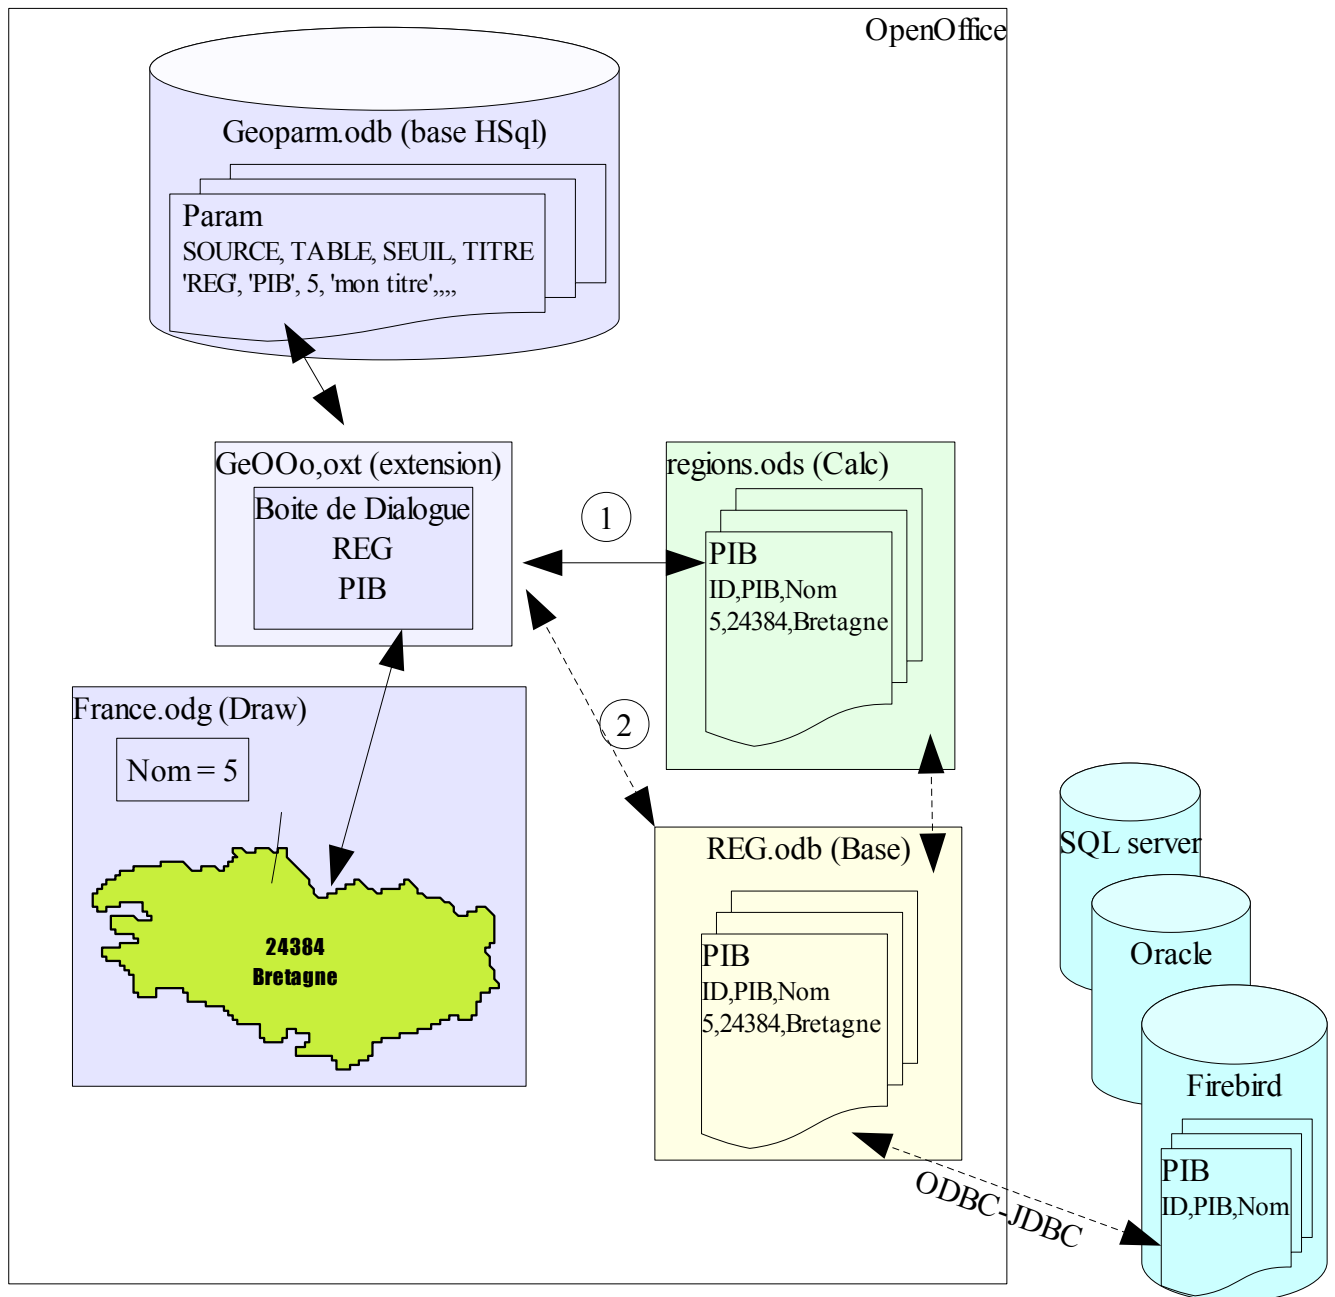 OpenOffice
Geoparm.odb (base HSql)
Param
SOURCE, TABLE, SEUIL, TITRE
'REG', 'PIB', 5, 'mon titre',,,,
GeOOo,oxt (extension)
Boite de Dialogue
REG
PIB
1
regions.ods (Calc)
PIB
ID,PIB,Nom
5,24384,Bretagne
2
France.odg (Draw)
Nom = 5
24384
Bretagne
REG.odb (Base)
PIB
ID,PIB,Nom
5,24384,Bretagne
ODBC-JDBC
SQL server
Oracle
Firebird
PIB
ID,PIB,Nom